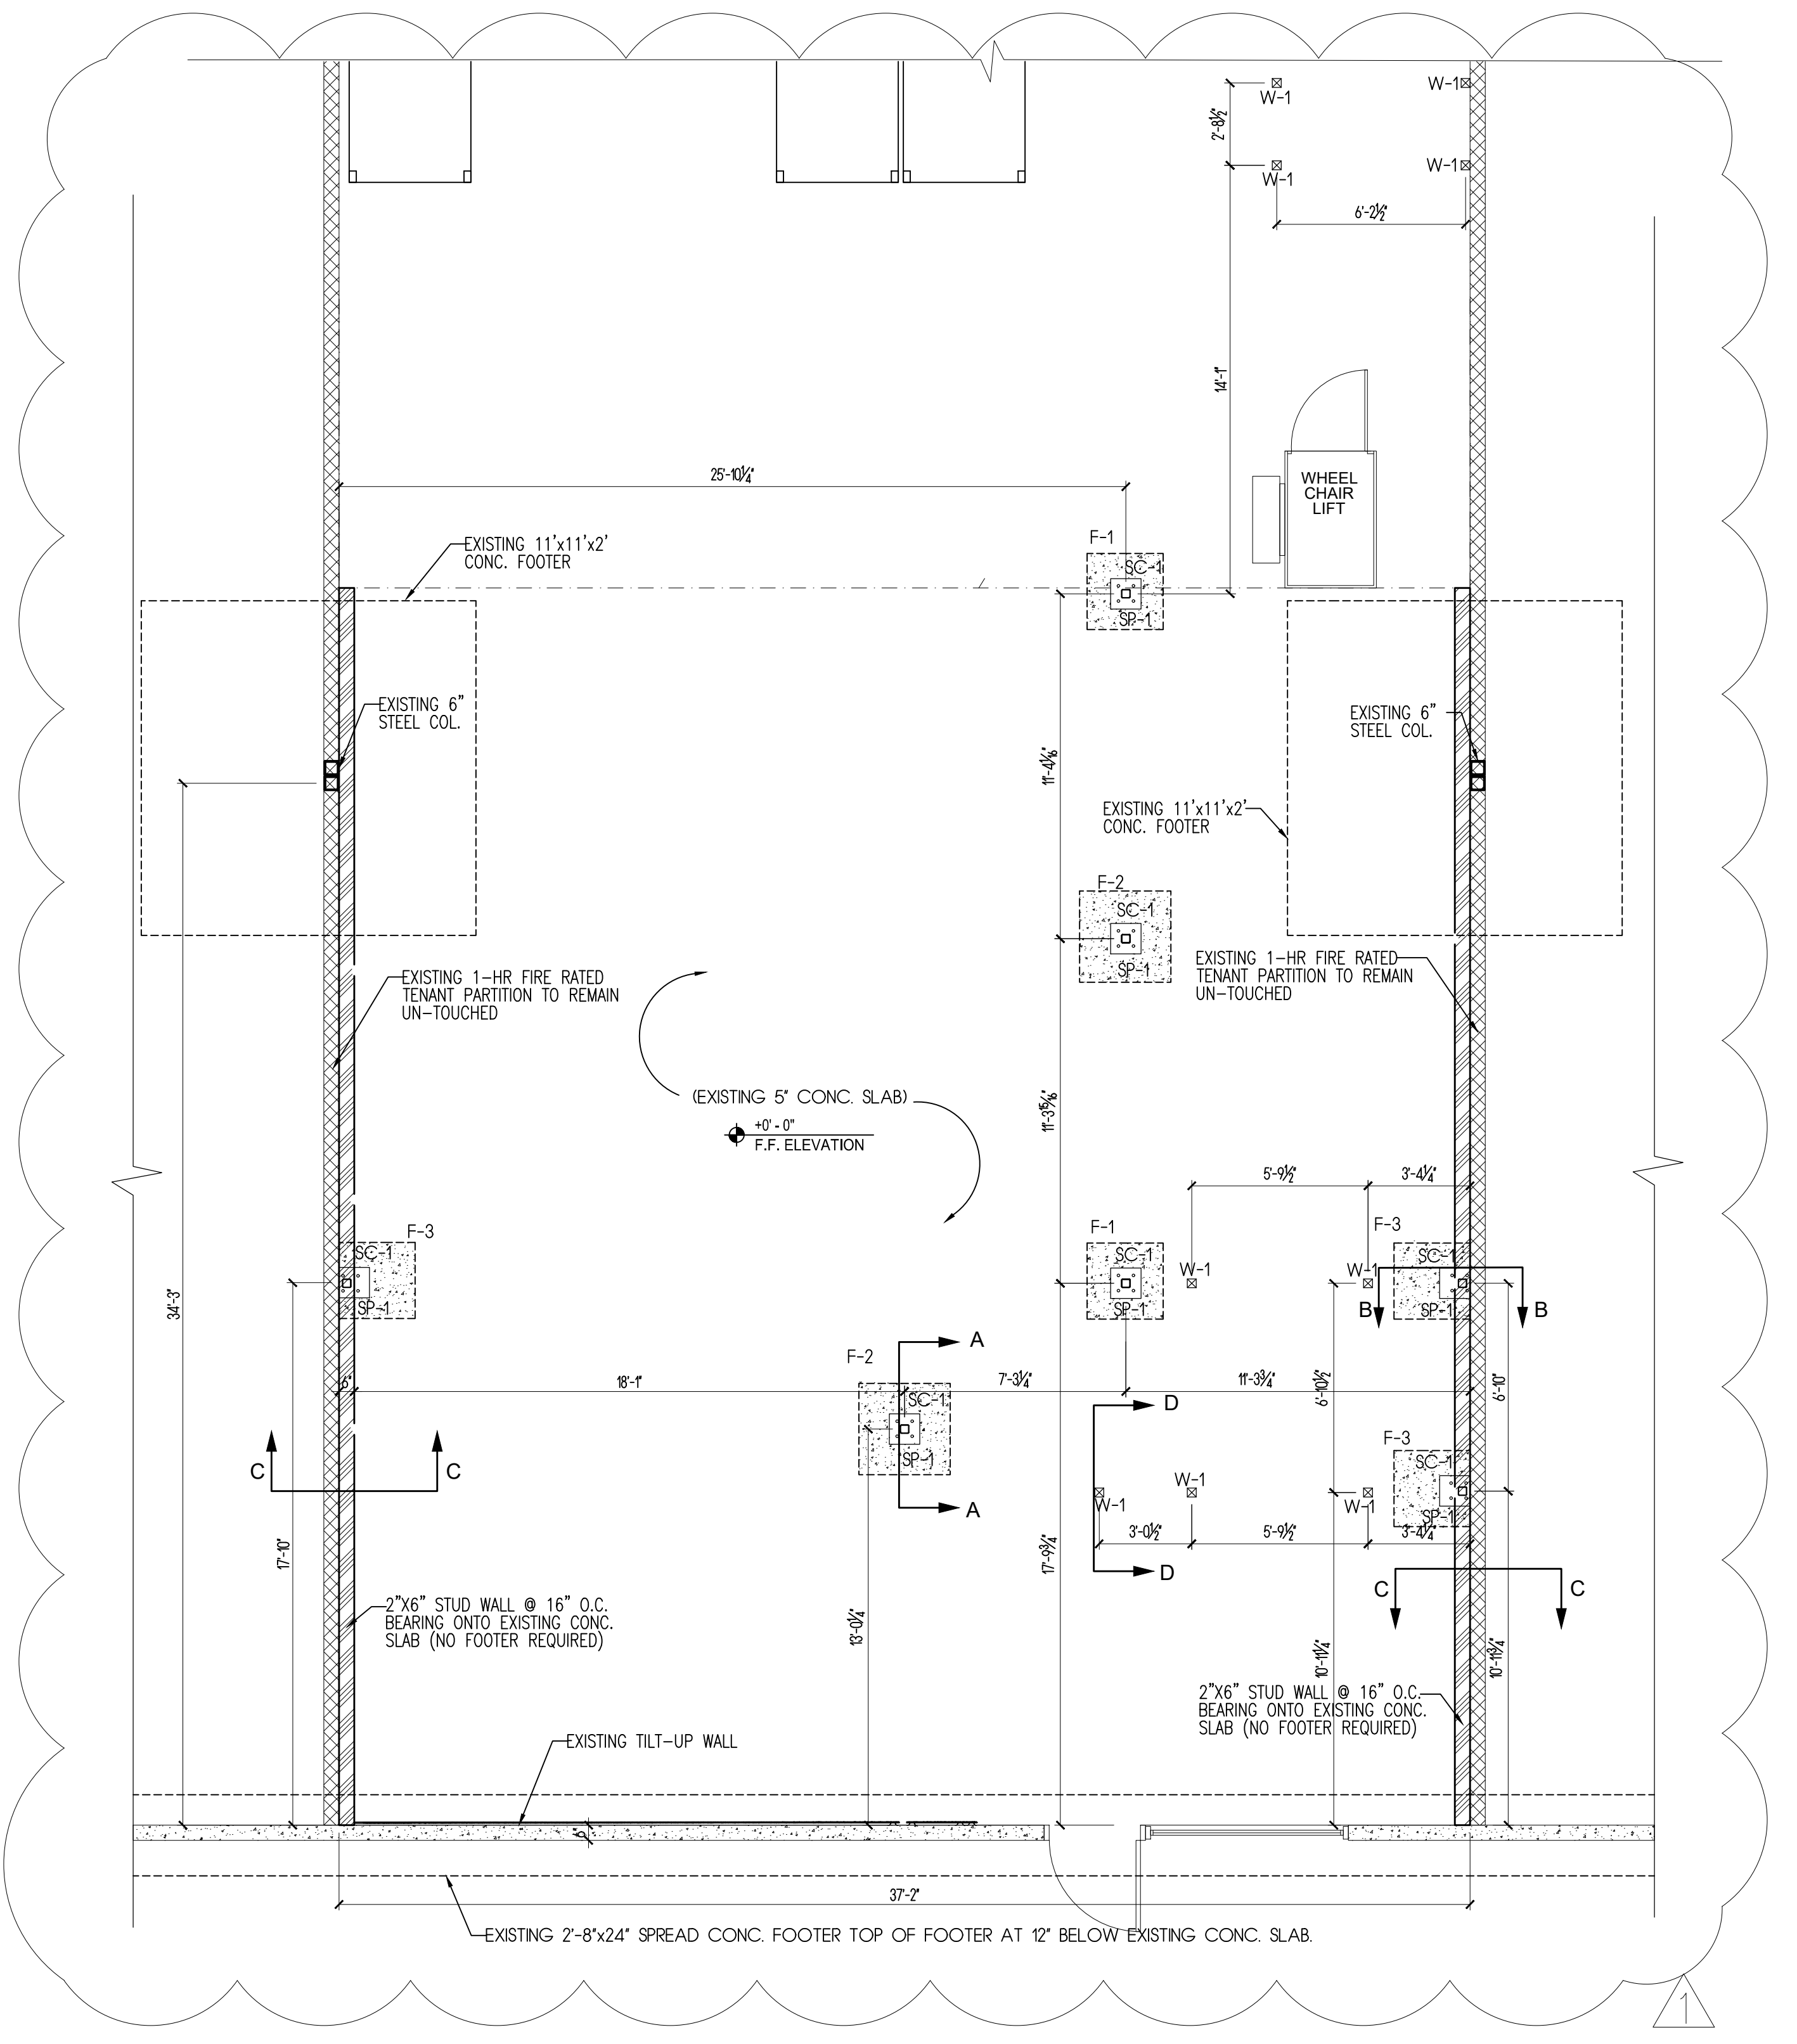 W-1
W-1
2'-8½"
W-1
W-1
6'-2½"
14'-1"
25'-10¼"
WHEEL
CHAIR
LIFT
EXISTING 11'x11'x2'
CONC. FOOTER
F-1
SC-1
SP-1
EXISTING 6"
STEEL COL.
EXISTING 6"
STEEL COL.
11'-4 1/16"
34'-3"
EXISTING 11'x11'x2'
CONC. FOOTER
F-2
SC-1
SP-1
EXISTING 1-HR FIRE RATED
TENANT PARTITION TO REMAIN
UN-TOUCHED
EXISTING 1-HR FIRE RATED
TENANT PARTITION TO REMAIN
UN-TOUCHED
(EXISTING 5" CONC. SLAB)
+0' - 0"
F.F. ELEVATION
11'-3 15/16"
5'-9½"
3'-4¼"
F-3
SC-1
SP-1
F-1
SC-1
SP-1
W-1
W-1
F-3
SC-1
SP-1
B
B
A
F-2
6"
18'-1"
7'-3¼"
11'-3¾"
SC-1
SP-1
A
D
D
6'-10½"
6'-10"
C
C
F-3
SC-1
SP-1
W-1
W-1
W-1
3'-0½"
5'-9½"
3'-4¼"
17'-10"
17'-9¾"
C
C
2"X6" STUD WALL @ 16" O.C.
BEARING ONTO EXISTING CONC.
SLAB (NO FOOTER REQUIRED)
13'-0¼"
10'-11¼"
10'-11¾"
2"X6" STUD WALL @ 16" O.C.
BEARING ONTO EXISTING CONC.
SLAB (NO FOOTER REQUIRED)
EXISTING TILT-UP WALL
6"
37'-2"
EXISTING 2'-8"x24" SPREAD CONC. FOOTER TOP OF FOOTER AT 12" BELOW EXISTING CONC. SLAB.
1